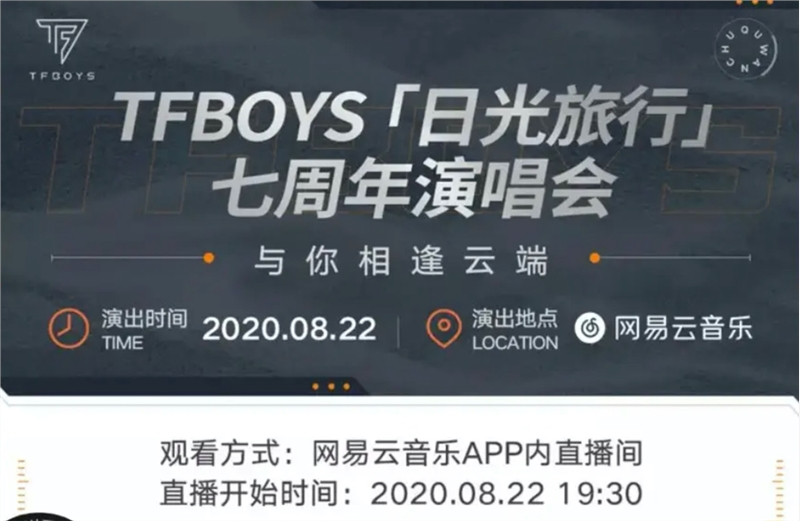 TFBOYS
CHUQUWAN
TFBOYS「日光旅行」
七周年演唱会
与你相逢云端
演出时间
TIME
2020.08.22
演出地点
LOCATION
网易云音乐
观看方式：网易云音乐APP内直播间
直播开始时间：2020.08.22 19:30